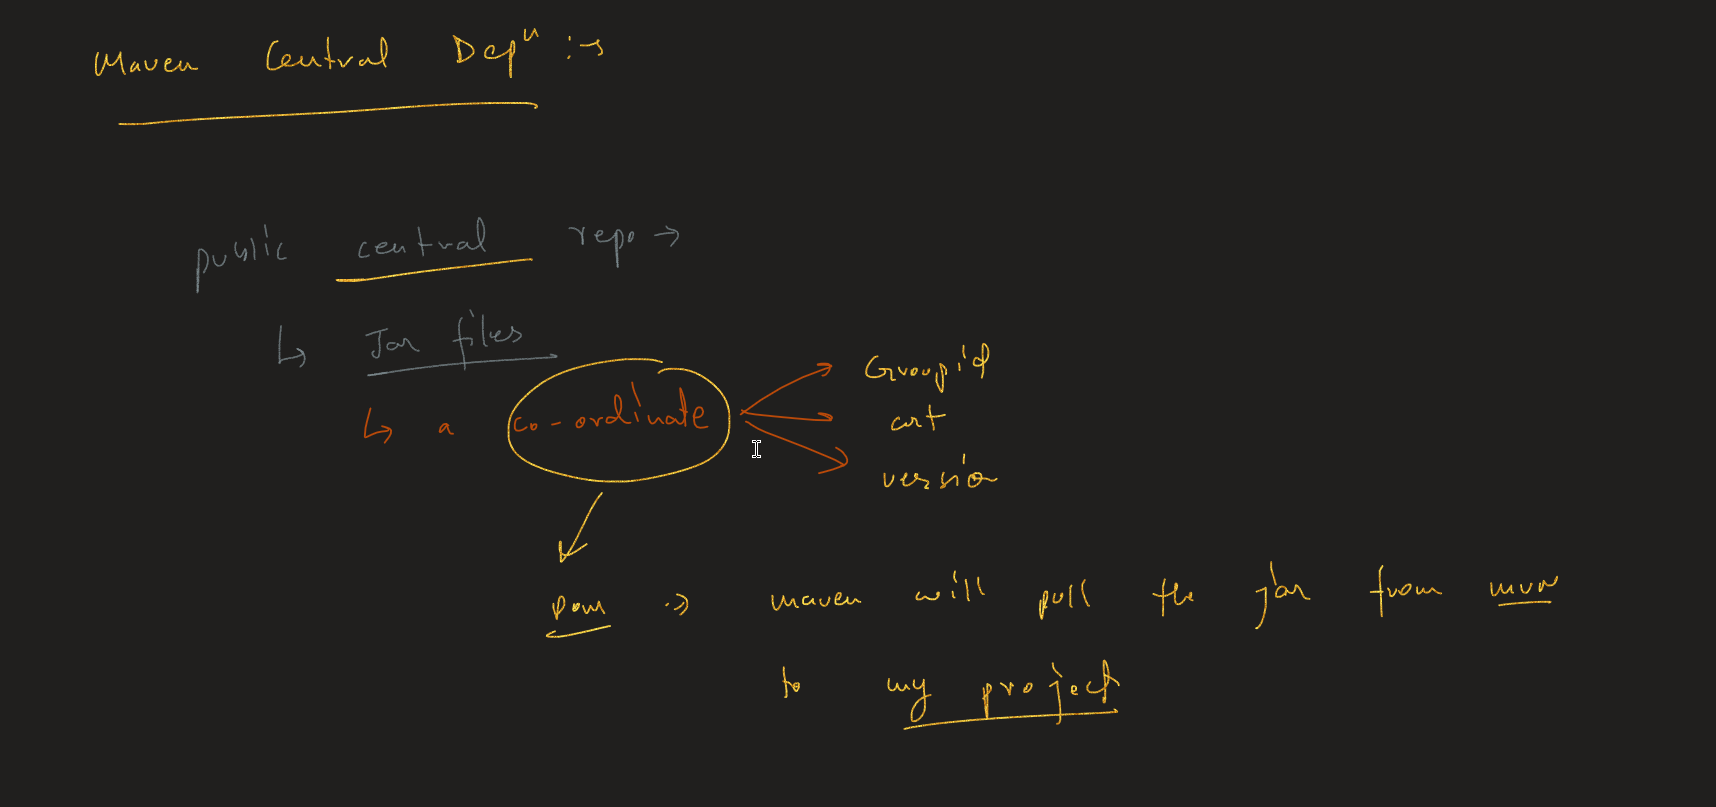 Maven Central Depⁿ :→
public central repo →
↳ Jar files
↳ a co-ordinate
Groupid
art
version
pom → maven will pull the jar from mvn
to my project